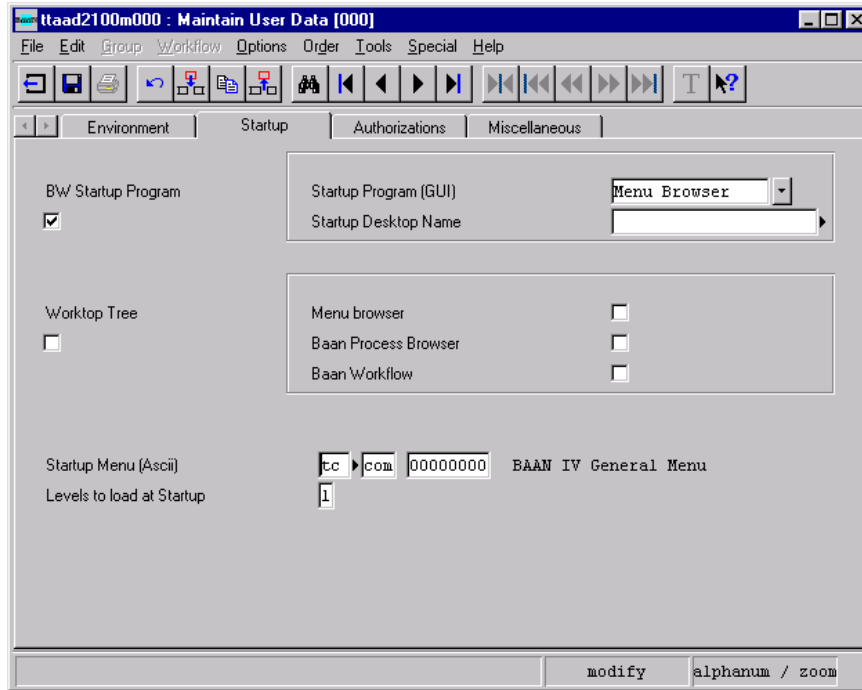 ttaad2100m000 : Maintain User Data [000]
File Edit Group Workflow Options Order Tools Special Help
T ?
Environment Startup Authorizations Miscellaneous
BW Startup Program Startup Program (GUI) Menu Browser
Startup Desktop Name
Worktop Tree Menu browser
Baan Process Browser
Baan Workflow
Startup Menu (Ascii) tc com 00000000 BAAN IV General Menu
Levels to load at Startup 1
modify alphanum / zoom